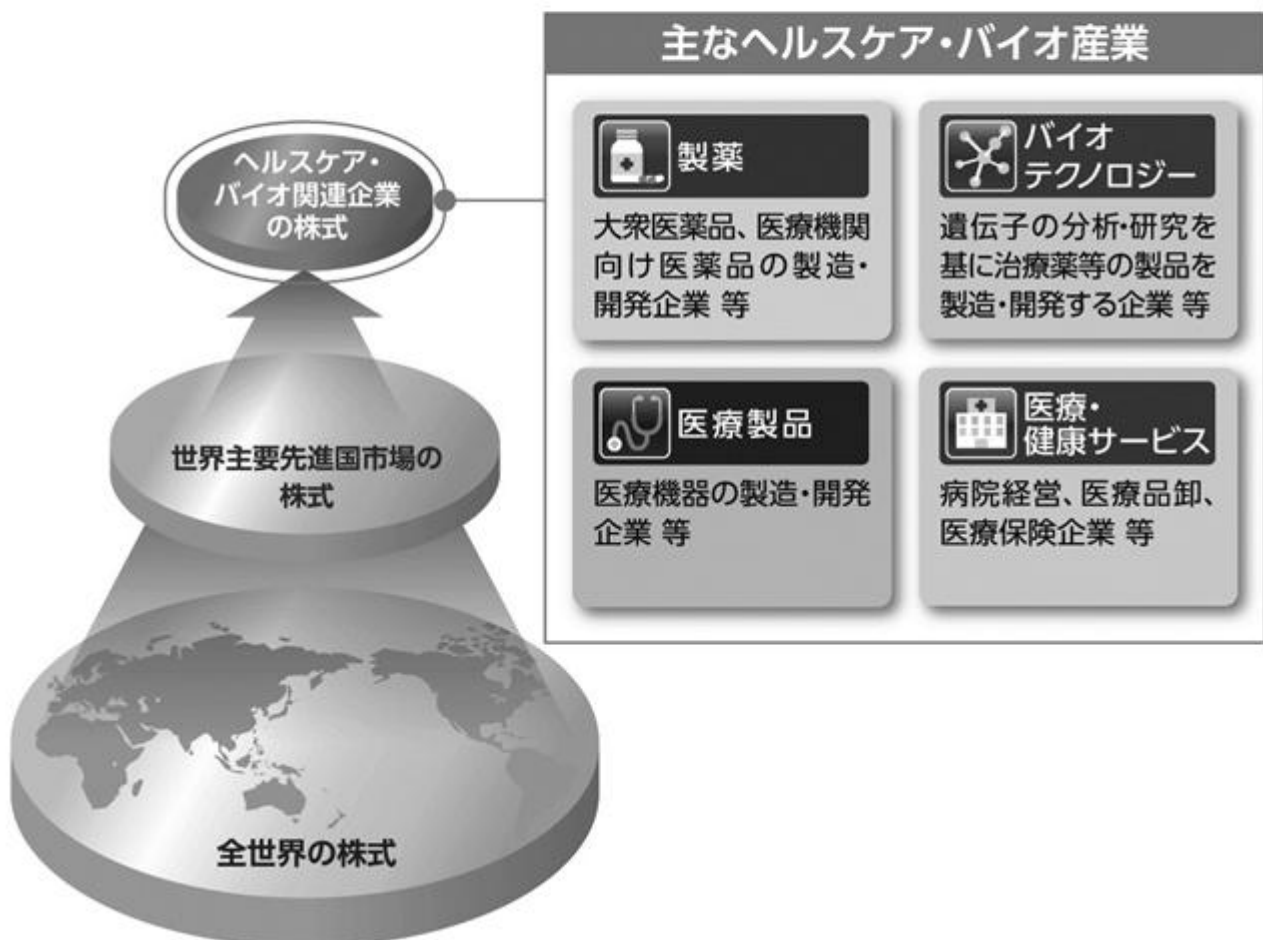 主なヘルスケア・バイオ産業
ヘルスケア・
バイオ関連企業
の株式
世界主要先進国市場の
株式
全世界の株式
製薬
大衆医薬品、医療機関
向け医薬品の製造・
開発企業 等
バイオ
テクノロジー
遺伝子の分析・研究を
基に治療薬等の製品を
製造・開発する企業 等
医療製品
医療機器の製造・開発
企業 等
医療・
健康サービス
病院経営、医療品卸、
医療保険企業 等